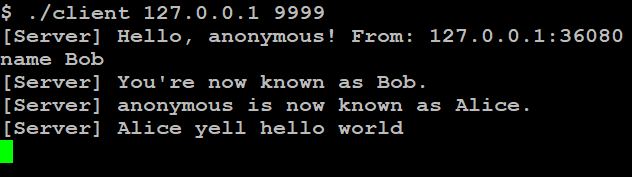 $ ./client 127.0.0.1 9999
[Server] Hello, anonymous! From: 127.0.0.1:36080
name Bob
[Server] You're now known as Bob.
[Server] anonymous is now known as Alice.
[Server] Alice yell hello world